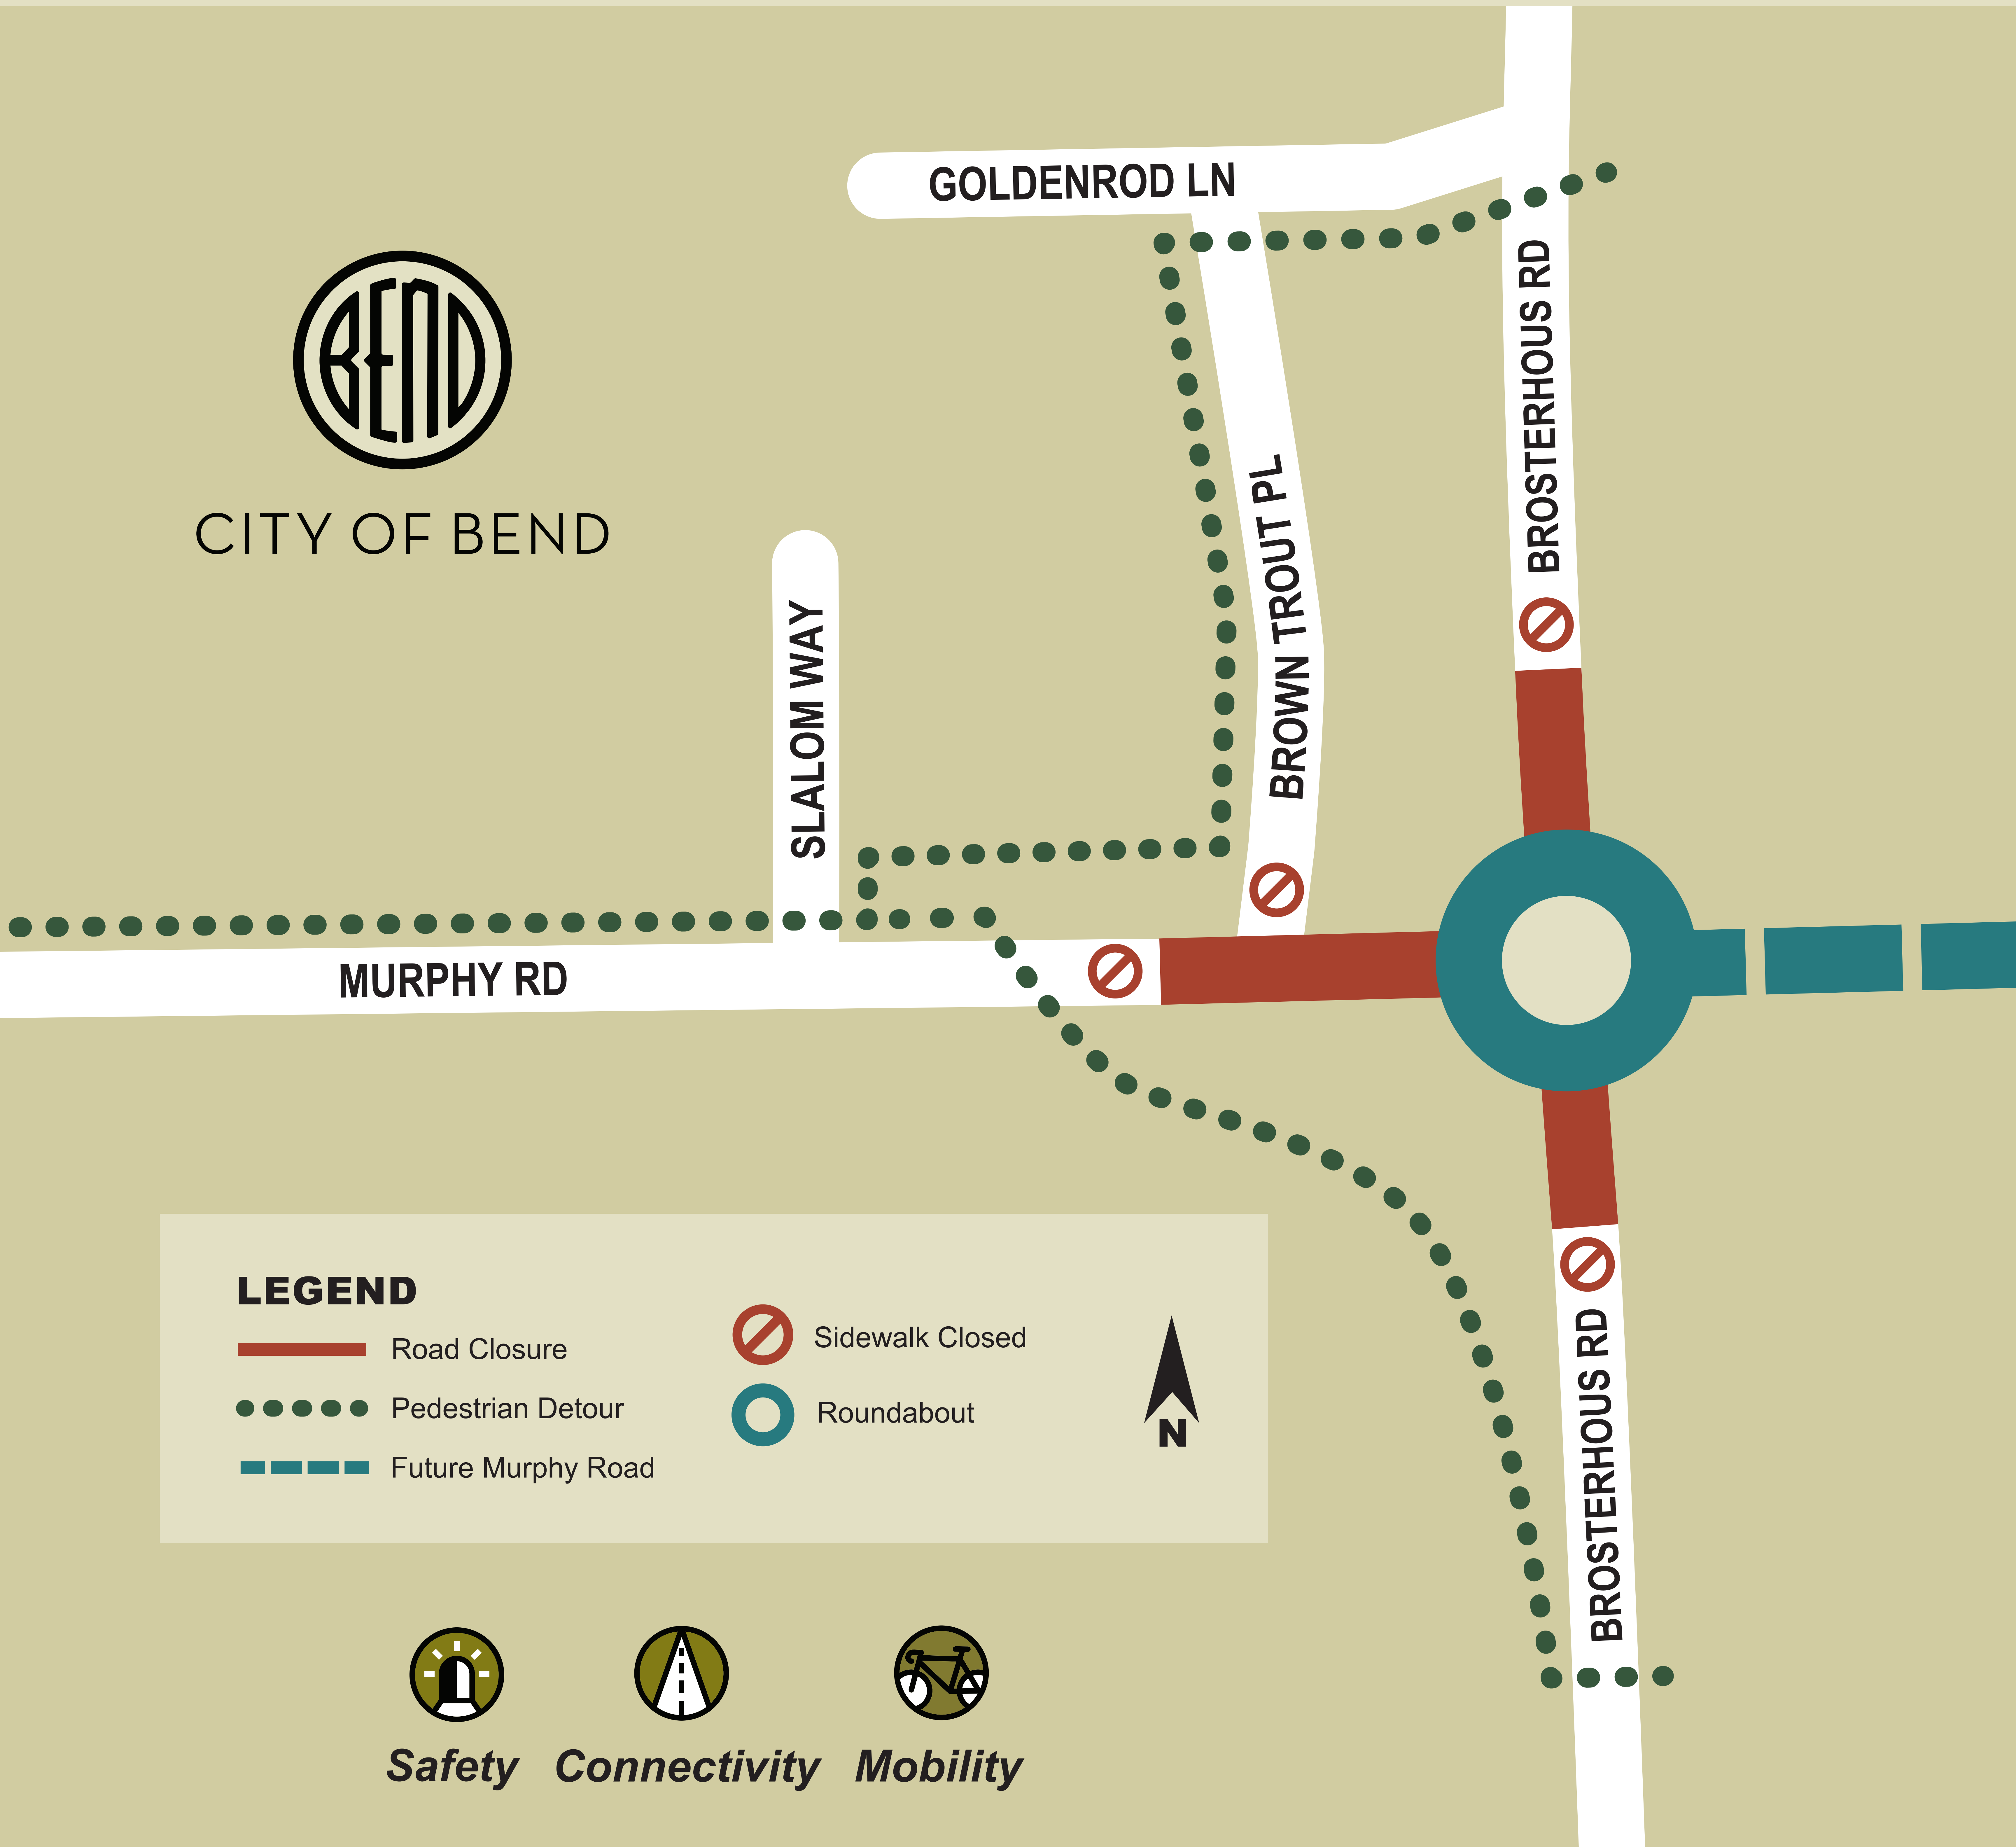 GOLDENROD LN
BROSTERHOUS RD
BEND
CITY OF BEND
BROWN TROUT PL
SLALOM WAY
MURPHY RD
LEGEND
Road Closure
Pedestrian Detour
Future Murphy Road
Sidewalk Closed
Roundabout
N
BROSTERHOUS RD
Safety
Connectivity
Mobility